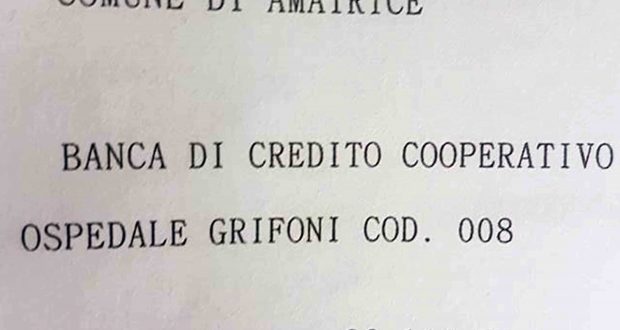 COMUNE DI AMATRICE
BANCA DI CREDITO COOPERATIVO
OSPEDALE GRIFONI COD. 008